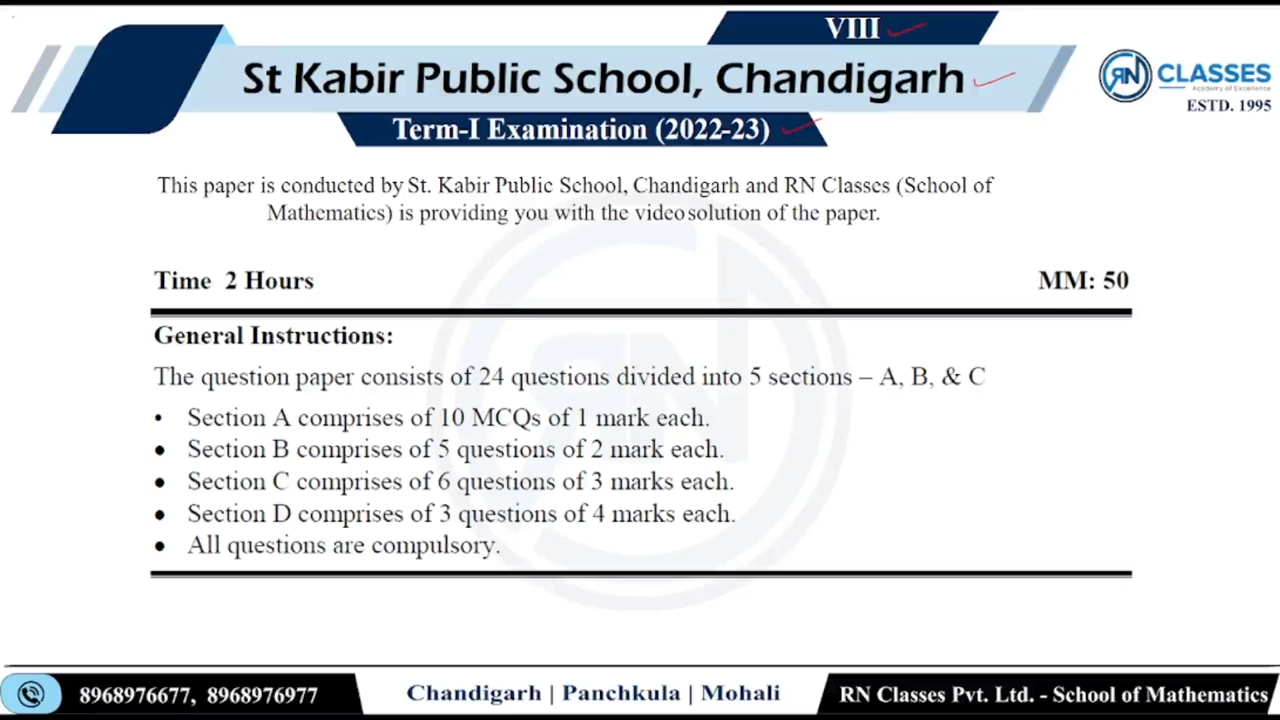 VIII
St Kabir Public School, Chandigarh
RN CLASSES
Academy of Excellence
ESTD. 1995
Term-I Examination (2022-23)
This paper is conducted by St. Kabir Public School, Chandigarh and RN Classes (School of
Mathematics) is providing you with the video solution of the paper.
Time 2 Hours MM: 50
General Instructions:
The question paper consists of 24 questions divided into 5 sections – A, B, & C
• Section A comprises of 10 MCQs of 1 mark each.
• Section B comprises of 5 questions of 2 mark each.
• Section C comprises of 6 questions of 3 marks each.
• Section D comprises of 3 questions of 4 marks each.
• All questions are compulsory.
RN
8968976677, 8968976977 Chandigarh | Panchkula | Mohali RN Classes Pvt. Ltd. - School of Mathematics